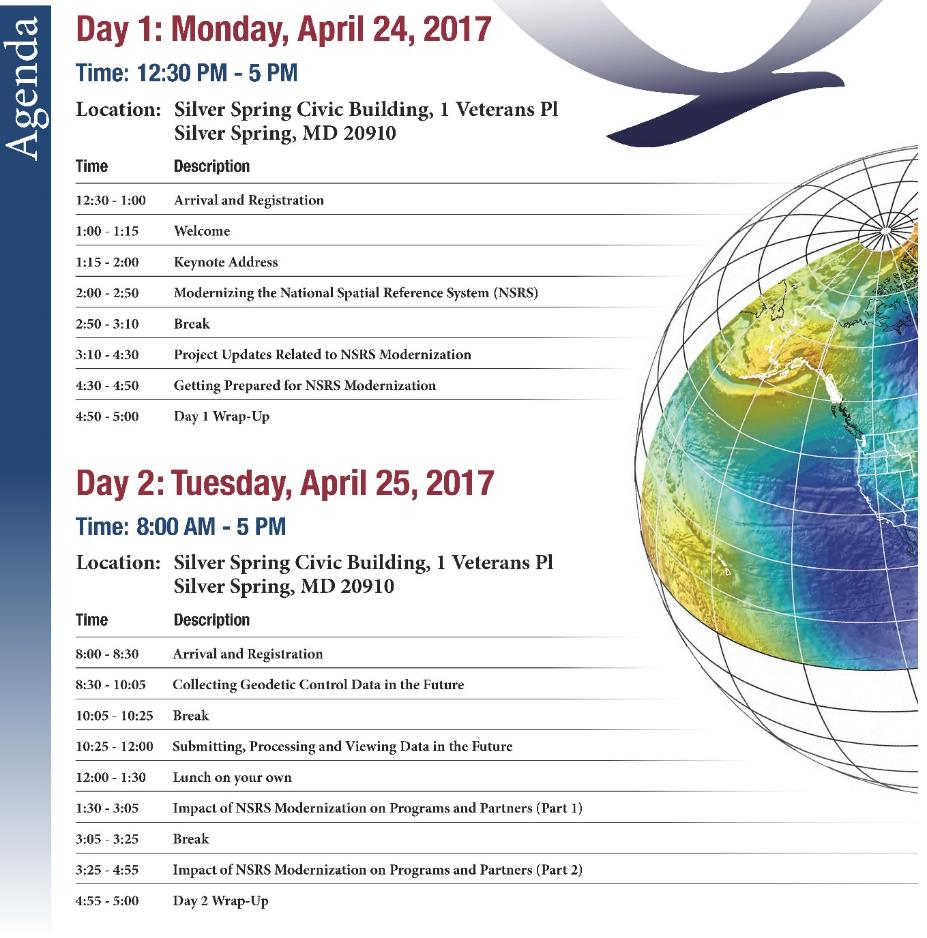 Agenda
Day 1: Monday, April 24, 2017
Time: 12:30 PM - 5 PM
Location: Silver Spring Civic Building, 1 Veterans Pl
Silver Spring, MD 20910
Time Description
12:30 - 1:00 Arrival and Registration
1:00 - 1:15 Welcome
1:15 - 2:00 Keynote Address
2:00 - 2:50 Modernizing the National Spatial Reference System (NSRS)
2:50 - 3:10 Break
3:10 - 4:30 Project Updates Related to NSRS Modernization
4:30 - 4:50 Getting Prepared for NSRS Modernization
4:50 - 5:00 Day 1 Wrap-Up
Day 2: Tuesday, April 25, 2017
Time: 8:00 AM - 5 PM
Location: Silver Spring Civic Building, 1 Veterans Pl
Silver Spring, MD 20910
Time Description
8:00 - 8:30 Arrival and Registration
8:30 - 10:05 Collecting Geodetic Control Data in the Future
10:05 - 10:25 Break
10:25 - 12:00 Submitting, Processing and Viewing Data in the Future
12:00 - 1:30 Lunch on your own
1:30 - 3:05 Impact of NSRS Modernization on Programs and Partners (Part 1)
3:05 - 3:25 Break
3:25 - 4:55 Impact of NSRS Modernization on Programs and Partners (Part 2)
4:55 - 5:00 Day 2 Wrap-Up